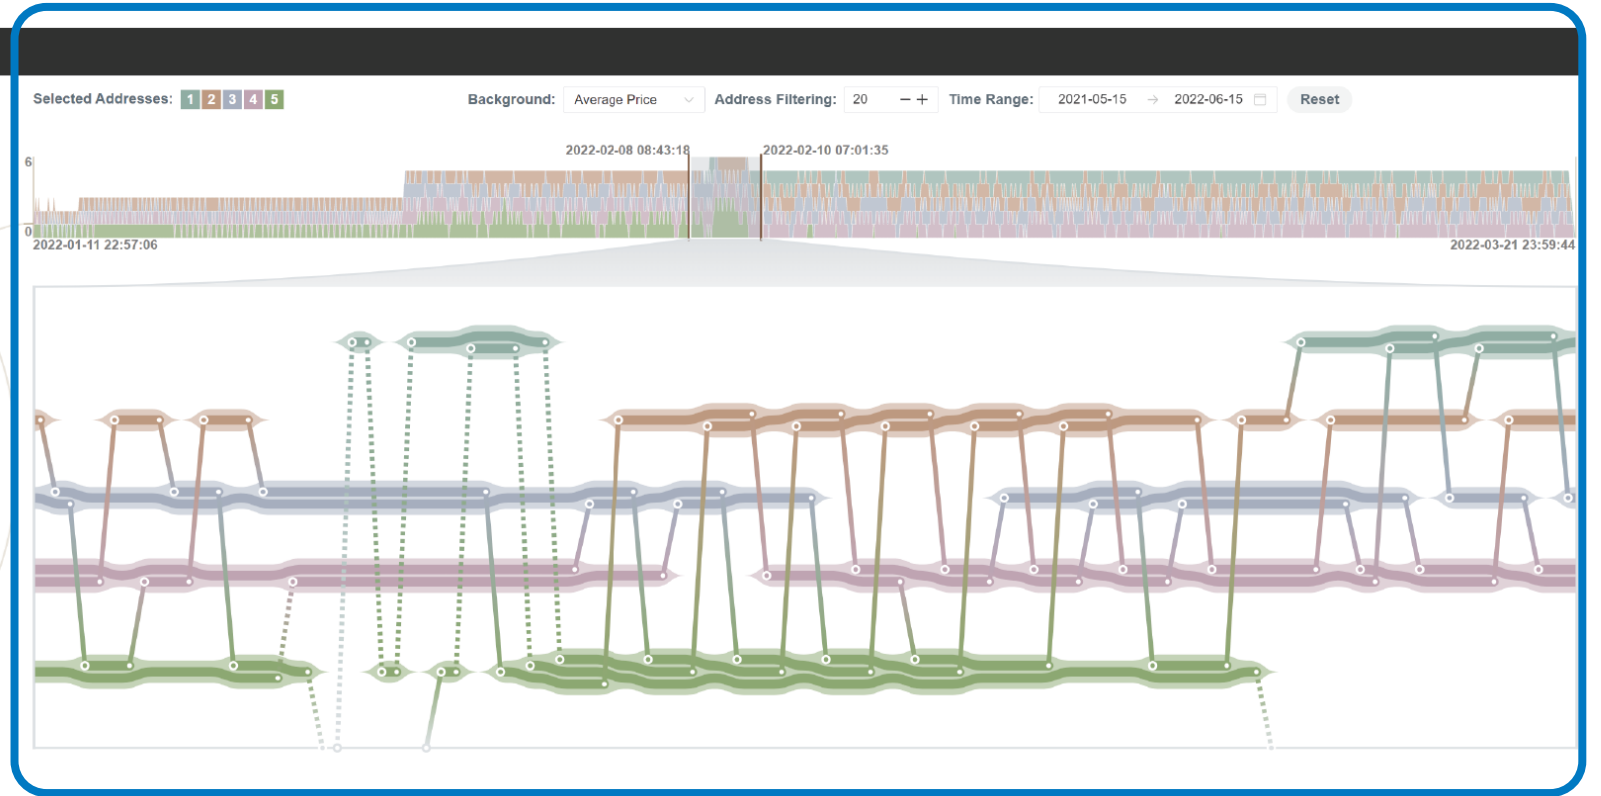 Selected Addresses: 1 2 3 4 5 Background: Average Price Address Filtering: 20 − + Time Range: 2021-05-15 → 2022-06-15 Reset
2022-02-08 08:43:18 2022-02-10 07:01:35
6
0
2022-01-11 22:57:06 2022-03-21 23:59:44